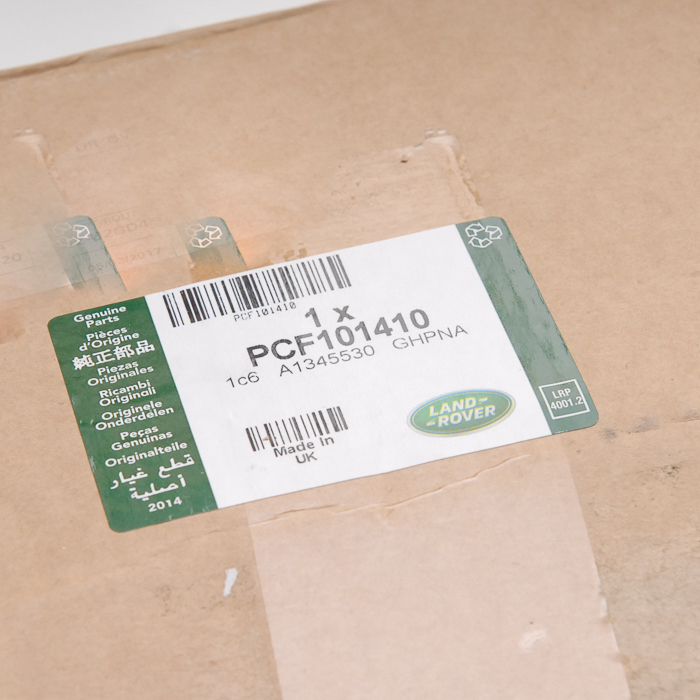 Genuine
Parts
Pièces
d'Origine
純正部品
Piezas
Originales
Ricambi
Originali
Originele
Onderdelen
Peças
Genuinas
Originalteile
قطع غيار
أصلية
2014
PCF101410
1 x
PCF101410
1c6 A1345530 GHPNA
Made In
UK
LAND-
-ROVER
LRP
4001.2
20